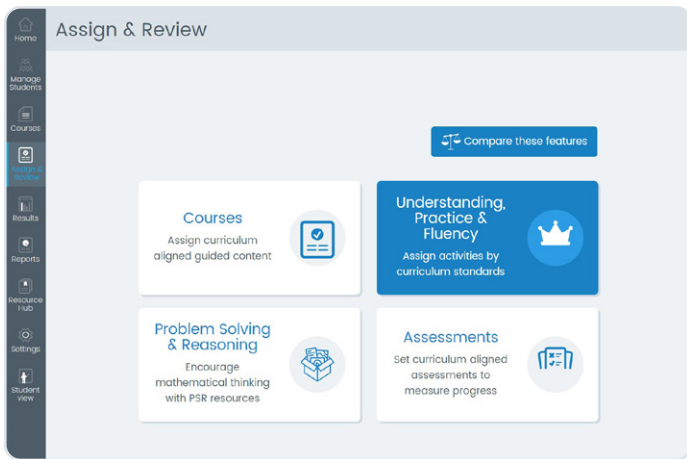 Home
Assign & Review
Manage
Students
Courses
Assign &
Review
Results
Reports
Resource
Hub
Settings
Student
view
Compare these features
Courses
Assign curriculum
aligned guided content
Understanding,
Practice &
Fluency
Assign activities by
curriculum standards
Problem Solving
& Reasoning
Encourage
mathematical thinking
with PSR resources
Assessments
Set curriculum aligned
assessments to
measure progress